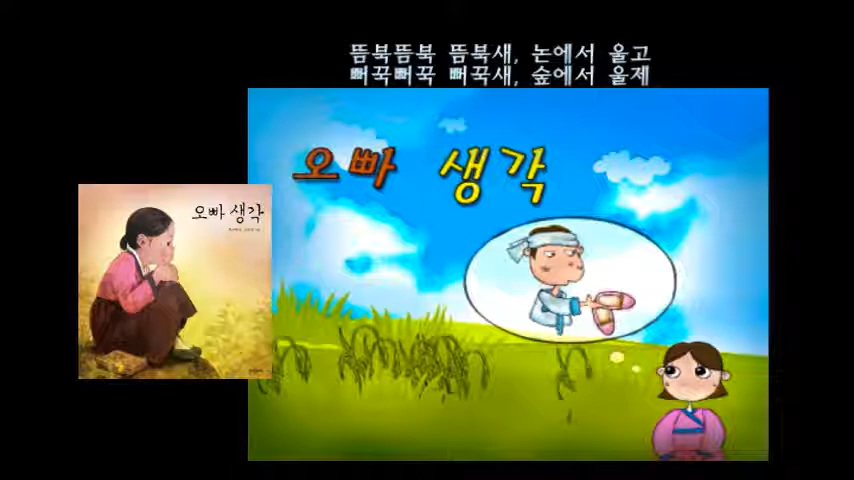 뜸북뜸북 뜸북새, 논에서 울고
뻐꾹뻐꾹 뻐꾹새, 숲에서 울제
오빠 생각
오빠 생각